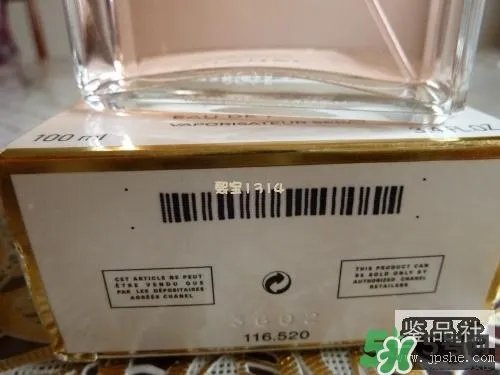 EAU DE
VAPORISATEUR
100 ml
3.4 FL.OZ
熙宝1314
CET ARTICLE NE PEUT
ÊTRE VENDU QUE
PAR LES DÉPOSITAIRES
AGRÉÉS CHANEL
THIS PRODUCT CAN
BE SOLD ONLY BY
AUTHORIZED CHANEL
RETAILERS
116.520
鉴品社
www.jpshe.com